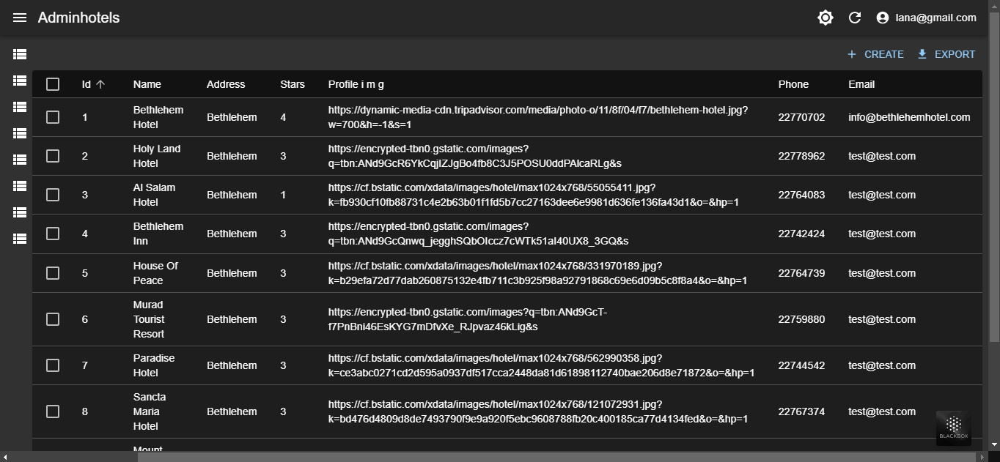 Adminhotels
lana@gmail.com
CREATE
EXPORT
Id Name Address Stars Profile i m g Phone Email
1 Bethlehem Hotel Bethlehem 4 https://dynamic-media-cdn.tripadvisor.com/media/photo-o/11/8f/04/f7/bethlehem-hotel.jpg?
w=700&h=-1&s=1 22770702 info@bethlehemhotel.com
2 Holy Land Hotel Bethlehem 3 https://encrypted-tbn0.gstatic.com/images?
q=tbn:ANd9GcR6YkCqjIZJgBo4fb8C3J5POSU0ddPAIcaRLg&s 22778962 test@test.com
3 Al Salam Hotel Bethlehem 1 https://cf.bstatic.com/xdata/images/hotel/max1024x768/55055411.jpg?
k=fb930cf10fb88731c4e2b63b01f1fd5b7cc27163dee6e9981d636fe136fa43d1&o=&hp=1 22764083 test@test.com
4 Bethlehem Inn Bethlehem 3 https://encrypted-tbn0.gstatic.com/images?
q=tbn:ANd9GcQnwq_jegghSQbOIccz7cWTk51aI40UX8_3GQ&s 22742424 test@test.com
5 House Of Peace Bethlehem 3 https://cf.bstatic.com/xdata/images/hotel/max1024x768/331970189.jpg?
k=b29efa72d77dab260875132e4fb711c3b925f98a92791868c69e6d09b5c8f8a4&o=&hp=1 22764739 test@test.com
6 Murad Tourist Resort Bethlehem 3 https://encrypted-tbn0.gstatic.com/images?q=tbn:ANd9GcT-
f7PnBni46EsKYG7mDfvXe_RJpvaz46kLig&s 22759880 test@test.com
7 Paradise Hotel Bethlehem 3 https://cf.bstatic.com/xdata/images/hotel/max1024x768/562990358.jpg?
k=ce3abc0271cd2d595a0937df517cca2448da81d61898112740bae206d8e71872&o=&hp=1 22744542 test@test.com
8 Sancta Maria Hotel Bethlehem 3 https://cf.bstatic.com/xdata/images/hotel/max1024x768/121072931.jpg?
k=bd476d4809d8de7493790f9e9a920f5ebc9608788fb20c400185ca77d4134fed&o=&hp=1 22767374 test@test.com
Mount
BLACKBOX